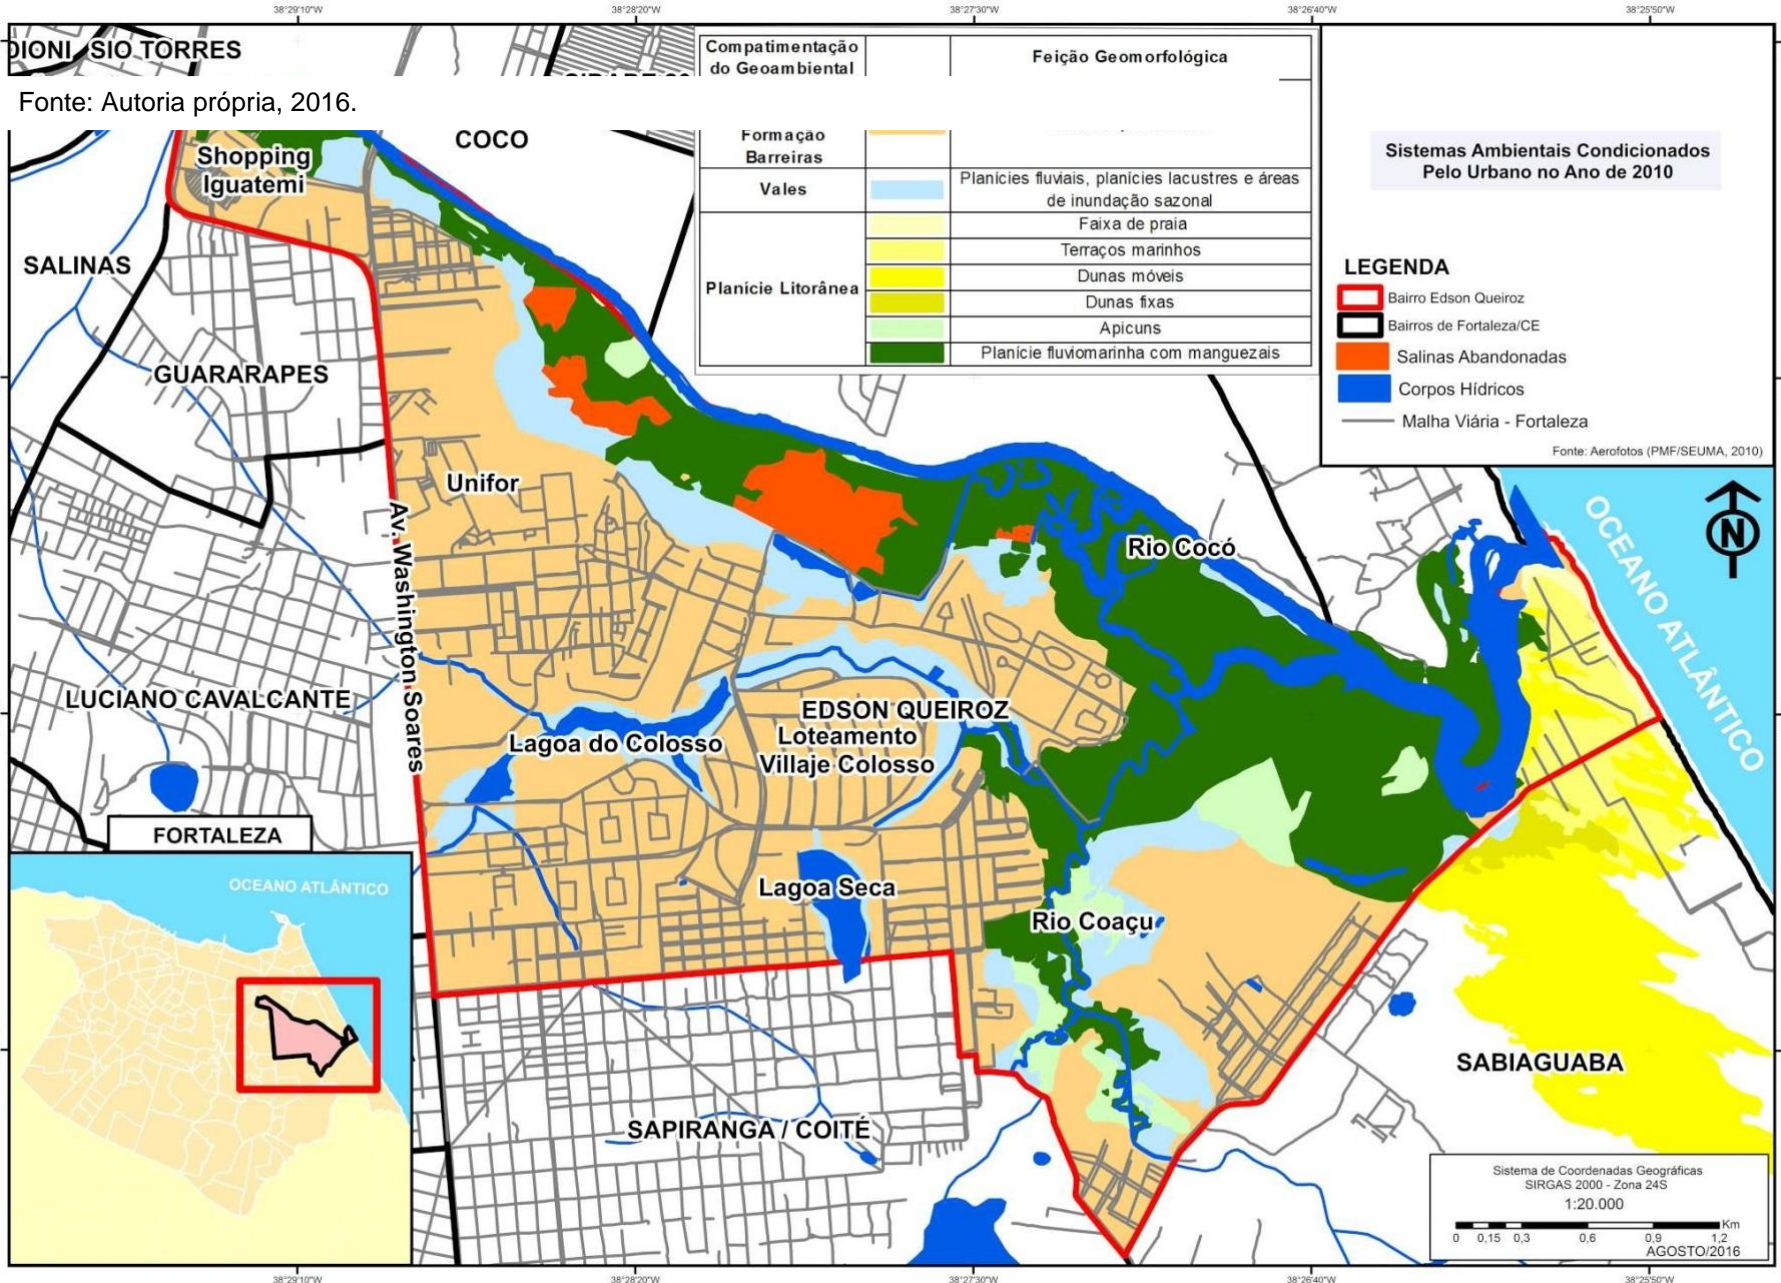 38°29'10"W
38°28'20"W
38°27'30"W
38°26'40"W
38°25'50"W
DIONI SIO TORRES
Fonte: Autoria própria, 2016.
COCO
Compatimentação
do Geoambiental
Feição Geomorfológica
Formação
Barreiras
Vales
Planícies fluviais, planícies lacustres e áreas
de inundação sazonal
Planicie Litorânea
Faixa de praia
Terraços marinhos
Dunas móveis
Dunas fixas
Apicuns
Planície fluviomarinha com manguezais
Sistemas Ambientais Condicionados
Pelo Urbano no Ano de 2010
LEGENDA
Bairro Edson Queiroz
Bairros de Fortaleza/CE
Salinas Abandonadas
Corpos Hídricos
Malha Viária - Fortaleza
Fonte: Aerofotos (PMF/SEUMA, 2010)
Shopping
Iguatemi
SALINAS
GUARARAPES
Unifor
Av. Washington Soares
Rio Cocó
OCEANO ATLÂNTICO
N
LUCIANO CAVALCANTE
EDSON QUEIROZ
Lagoa do Colosso
Loteamento
Villaje Colosso
FORTALEZA
OCEANO ATLÂNTICO
Lagoa Seca
Rio Coaçu
SABIAGUABA
SAPIRANGA / COITÉ
Sistema de Coordenadas Geográficas
SIRGAS 2000 - Zona 24S
1:20.000
Km
0 0,15 0,3 0,6 0,9 1,2
AGOSTO/2016
38°29'10"W
38°28'20"W
38°27'30"W
38°26'40"W
38°25'50"W